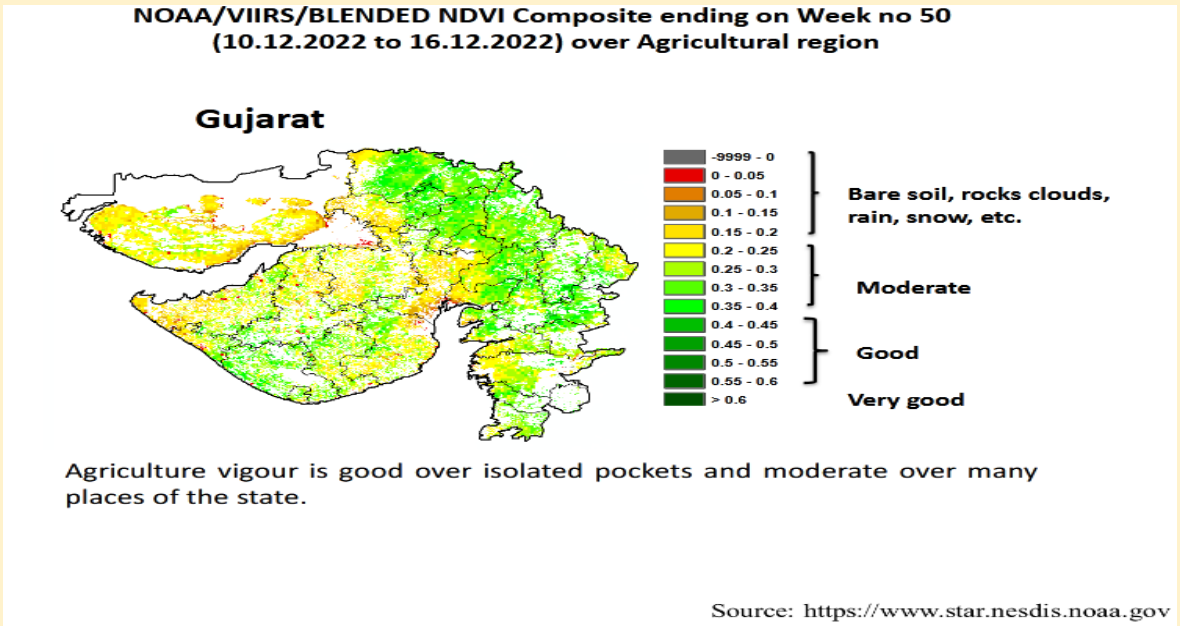 NOAA/VIIRS/BLENDED NDVI Composite ending on Week no 50
(10.12.2022 to 16.12.2022) over Agricultural region
Gujarat
-9999 - 0
0 - 0.05
0.05 - 0.1
0.1 - 0.15
0.15 - 0.2
0.2 - 0.25
0.25 - 0.3
0.3 - 0.35
0.35 - 0.4
0.4 - 0.45
0.45 - 0.5
0.5 - 0.55
0.55 - 0.6
> 0.6
Bare soil, rocks clouds,
rain, snow, etc.
Moderate
Good
Very good
Agriculture vigour is good over isolated pockets and moderate over many
places of the state.
Source: https://www.star.nesdis.noaa.gov